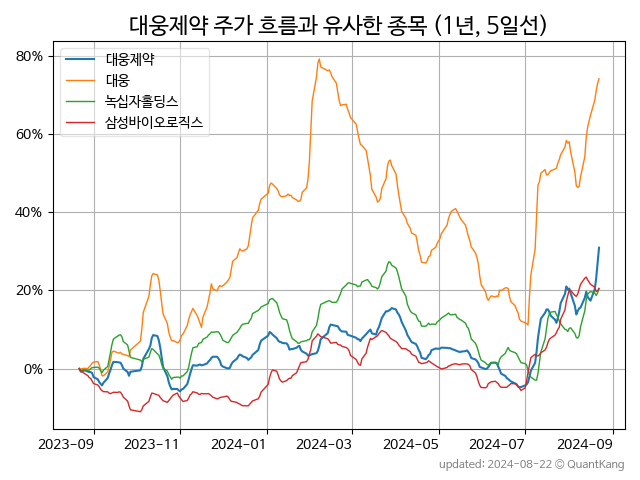 대웅제약 주가 흐름과 유사한 종목 (1년, 5일선)
대웅제약
대웅
녹십자홀딩스
삼성바이오로직스
80%
60%
40%
20%
0%
2023-09 2023-11 2024-01 2024-03 2024-05 2024-07 2024-09
updated: 2024-08-22 © QuantKang